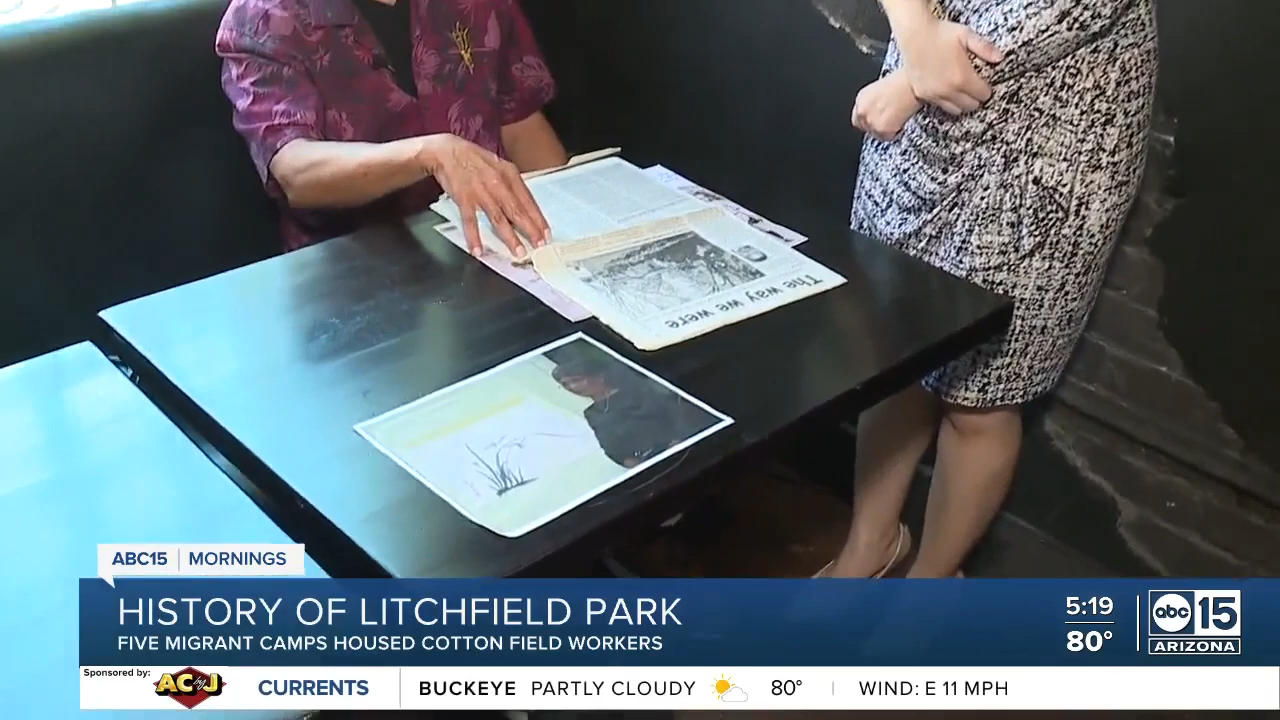 The way we were
ABC15 | MORNINGS
HISTORY OF LITCHFIELD PARK
FIVE MIGRANT CAMPS HOUSED COTTON FIELD WORKERS
5:19
80°
abc 15
ARIZONA
Sponsored by:
AC by J
CURRENTS
BUCKEYE PARTLY CLOUDY 80° WIND: E 11 MPH